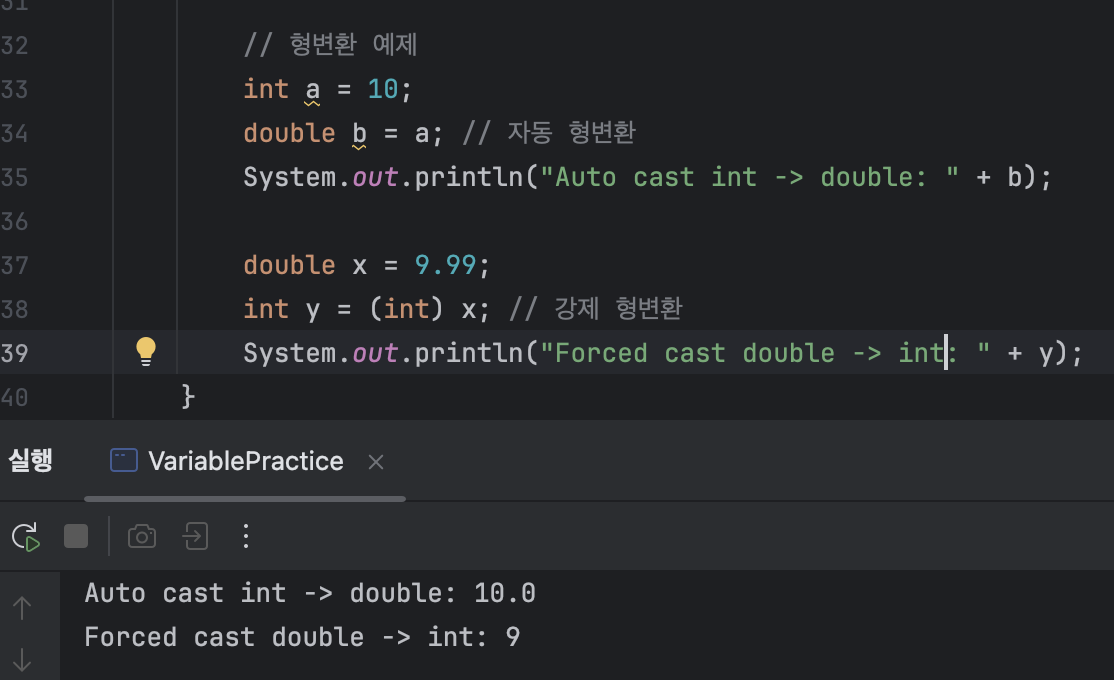 31
32 // 형변환 예제
33 int a = 10;
34 double b = a; // 자동 형변환
35 System.out.println("Auto cast int -> double: " + b);
36
37 double x = 9.99;
38 int y = (int) x; // 강제 형변환
39 System.out.println("Forced cast double -> int: " + y);
40 }
실행 VariablePractice
Auto cast int -> double: 10.0
Forced cast double -> int: 9